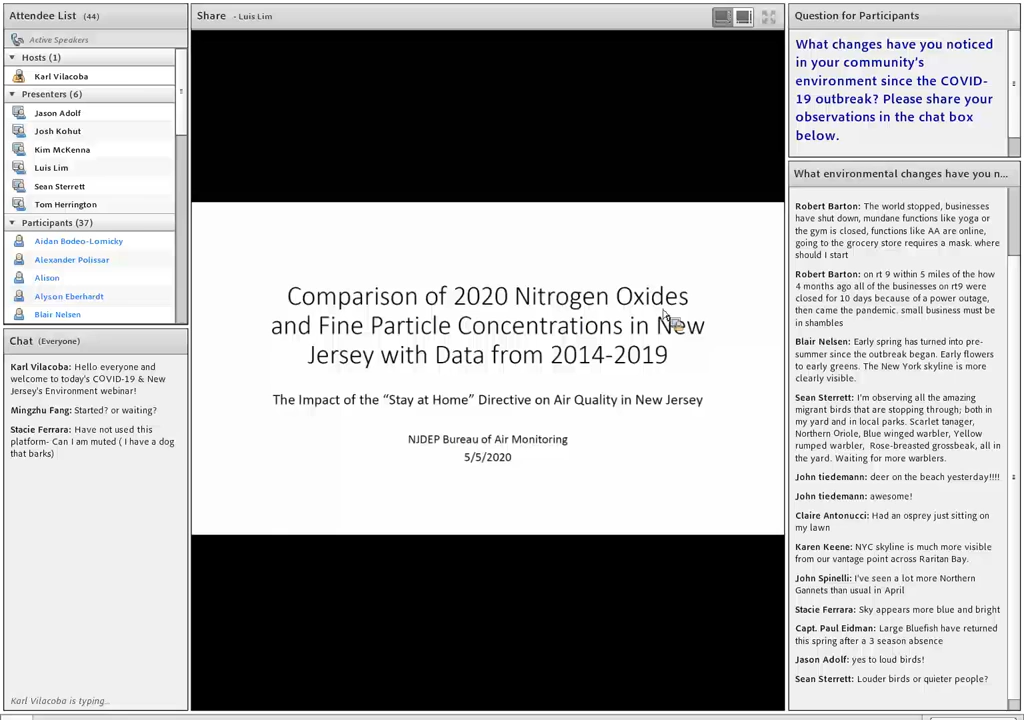 Attendee List (44)
Active Speakers
Hosts (1)
Karl Vilacoba
Presenters (6)
Jason Adolf
Josh Kohut
Kim McKenna
Luis Lim
Sean Sterrett
Tom Herrington
Participants (37)
Aidan Bodeo-Lomicky
Alexander Polissar
Alison
Alyson Eberhardt
Blair Nelsen
Chat (Everyone)
Karl Vilacoba: Hello everyone and
welcome to today's COVID-19 & New
Jersey's Environment webinar!
Mingzhu Fang: Started? or waiting?
Stacie Ferrara: Have not used this
platform- Can I am muted ( I have a dog
that barks)
Karl Vilacoba is typing...
Share - Luis Lim
Comparison of 2020 Nitrogen Oxides
and Fine Particle Concentrations in New
Jersey with Data from 2014-2019
The Impact of the “Stay at Home” Directive on Air Quality in New Jersey
NJDEP Bureau of Air Monitoring
5/5/2020
Question for Participants
What changes have you noticed
in your community's
environment since the COVID-
19 outbreak? Please share your
observations in the chat box
below.
What environmental changes have you n...
Robert Barton: The world stopped, businesses
have shut down, mundane functions like yoga or
the gym is closed, functions like AA are online,
going to the grocery store requires a mask. where
should I start
Robert Barton: on rt 9 within 5 miles of the how
4 months ago all of the businesses on rt9 were
closed for 10 days because of a power outage,
then came the pandemic. small business must be
in shambles
Blair Nelsen: Early spring has turned into pre-
summer since the outbreak began. Early flowers
to early greens. The New York skyline is more
clearly visible.
Sean Sterrett: I'm observing all the amazing
migrant birds that are stopping through; both in
my yard and in local parks. Scarlet tanager,
Northern Oriole, Blue winged warbler, Yellow
rumped warbler, Rose-breasted grossbeak, all in
the yard. Waiting for more warblers.
John tiedemann: deer on the beach yesterday!!!!
John tiedemann: awesome!
Claire Antonucci: Had an osprey just sitting on
my lawn
Karen Keene: NYC skyline is much more visible
from our vantage point across Raritan Bay.
John Spinelli: I've seen a lot more Northern
Gannets than usual in April
Stacie Ferrara: Sky appears more blue and bright
Capt. Paul Eidman: Large Bluefish have returned
this spring after a 3 season absence
Jason Adolf: yes to loud birds!
Sean Sterrett: Louder birds or quieter people?